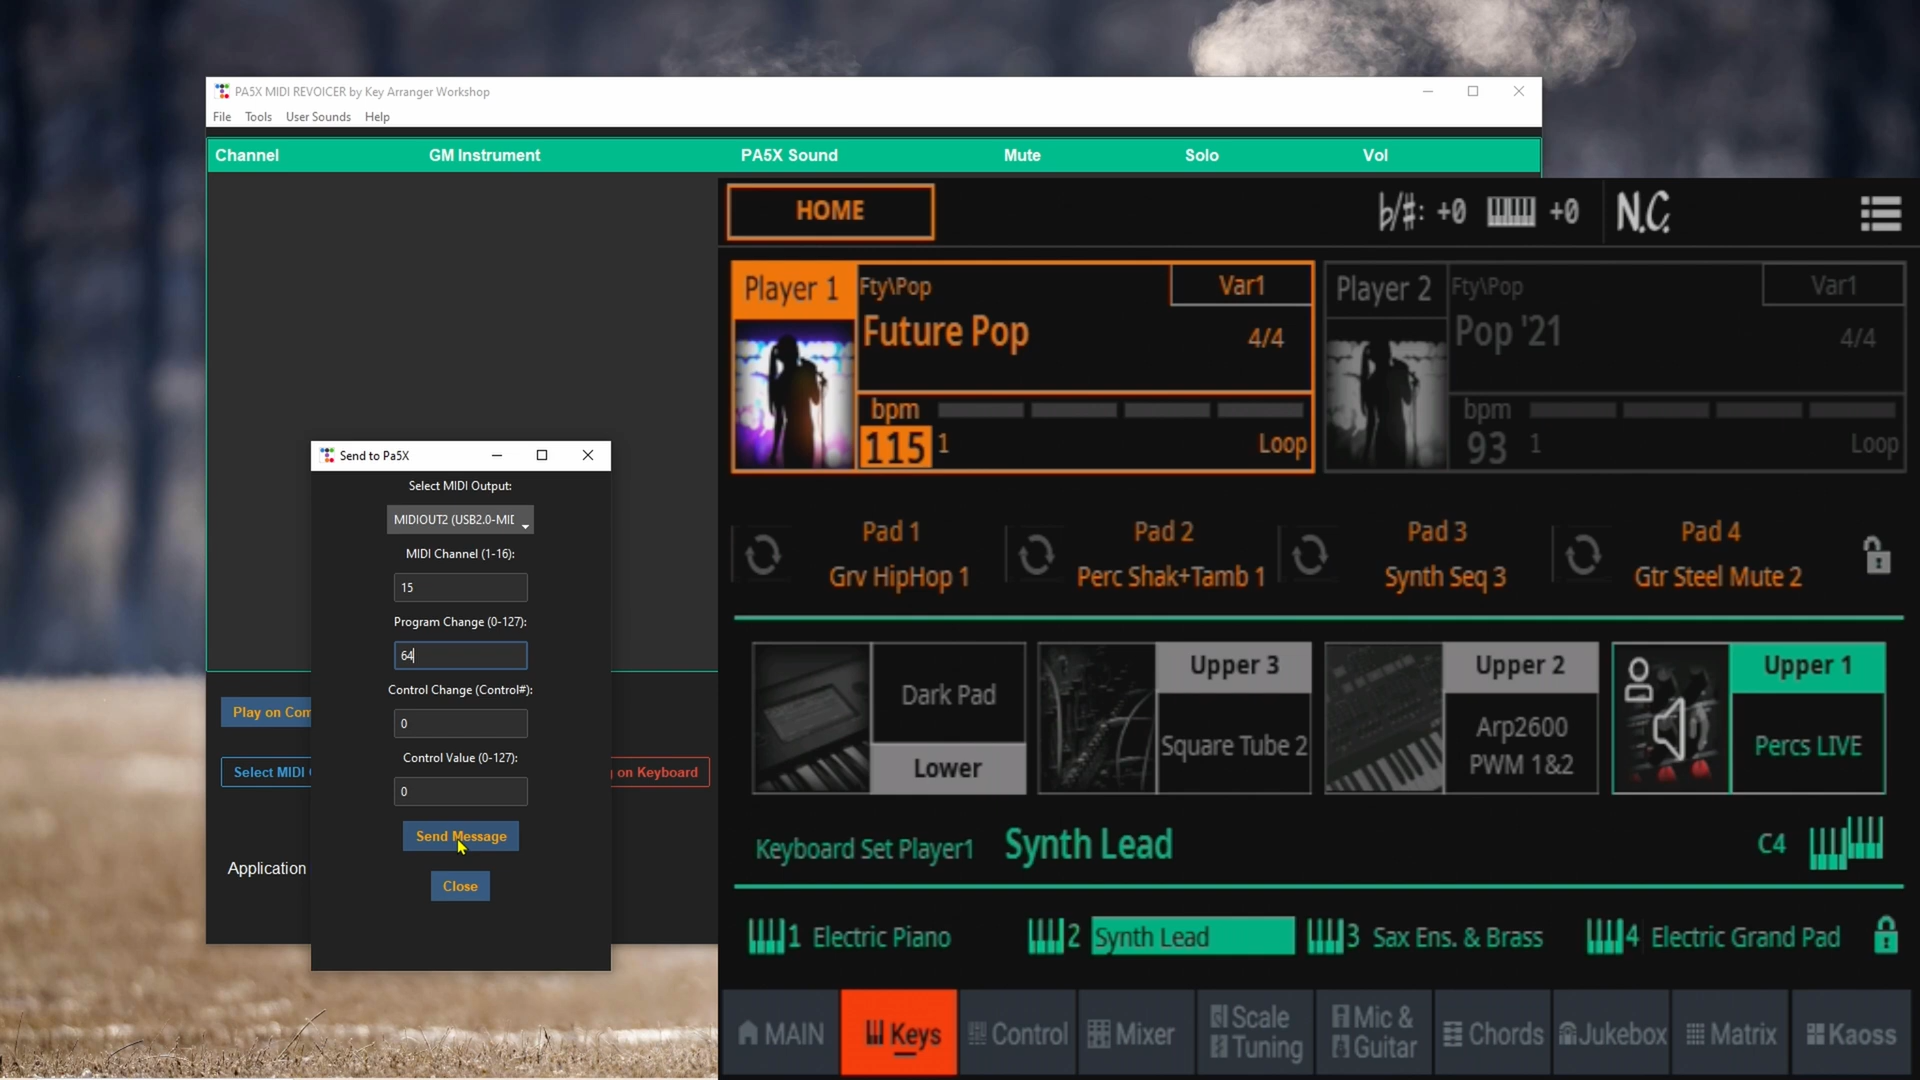 PA5X MIDI REVOICER by Key Arranger Workshop
File Tools User Sounds Help
Channel GM Instrument PA5X Sound Mute Solo Vol
HOME
♭/♯: +0 +0 N.C.
Player 1 Fty\Pop Var1
Future Pop 4/4
bpm
115 1 Loop
Player 2 Fty\Pop Var1
Pop '21 4/4
bpm
93 1 Loop
Send to Pa5X
Select MIDI Output:
MIDIOUT2 (USB2.0-MID
MIDI Channel (1-16):
15
Program Change (0-127):
64
Control Change (Control#):
0
Control Value (0-127):
0
Send Message
Close
Play on Com
Select MIDI
on Keyboard
Application
Pad 1
Grv HipHop 1
Pad 2
Perc Shak+Tamb 1
Pad 3
Synth Seq 3
Pad 4
Gtr Steel Mute 2
Dark Pad
Lower
Upper 3
Square Tube 2
Upper 2
Arp2600
PWM 1&2
Upper 1
Percs LIVE
Keyboard Set Player1 Synth Lead C4
1 Electric Piano 2 Synth Lead 3 Sax Ens. & Brass 4 Electric Grand Pad
MAIN Keys Control Mixer Scale Tuning Mic & Guitar Chords Jukebox Matrix Kaoss